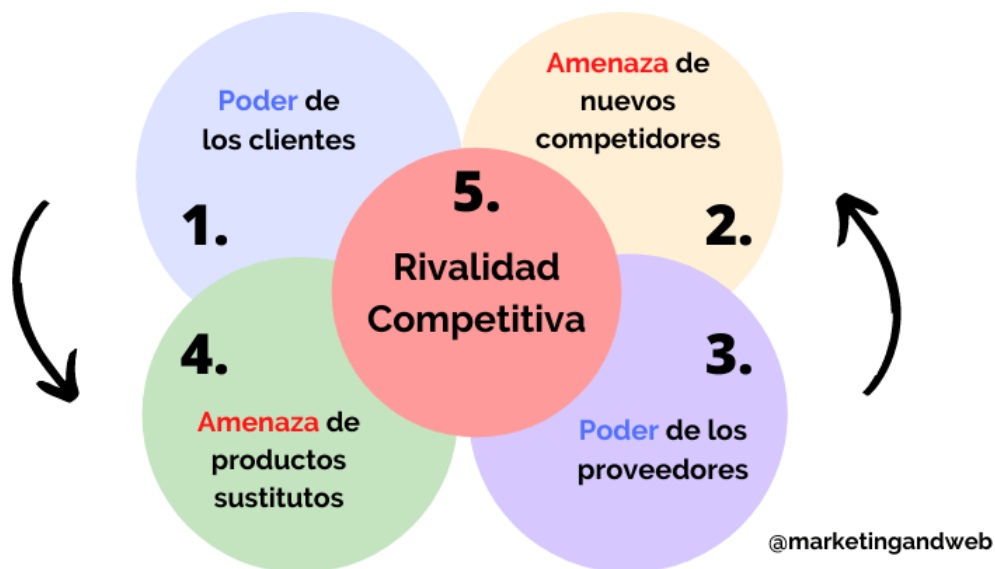 Poder de
los clientes
1.
Amenaza de
nuevos
competidores
2.
5.
Rivalidad
Competitiva
4.
Amenaza de
productos
sustitutos
3.
Poder de los
proveedores
@marketingandweb